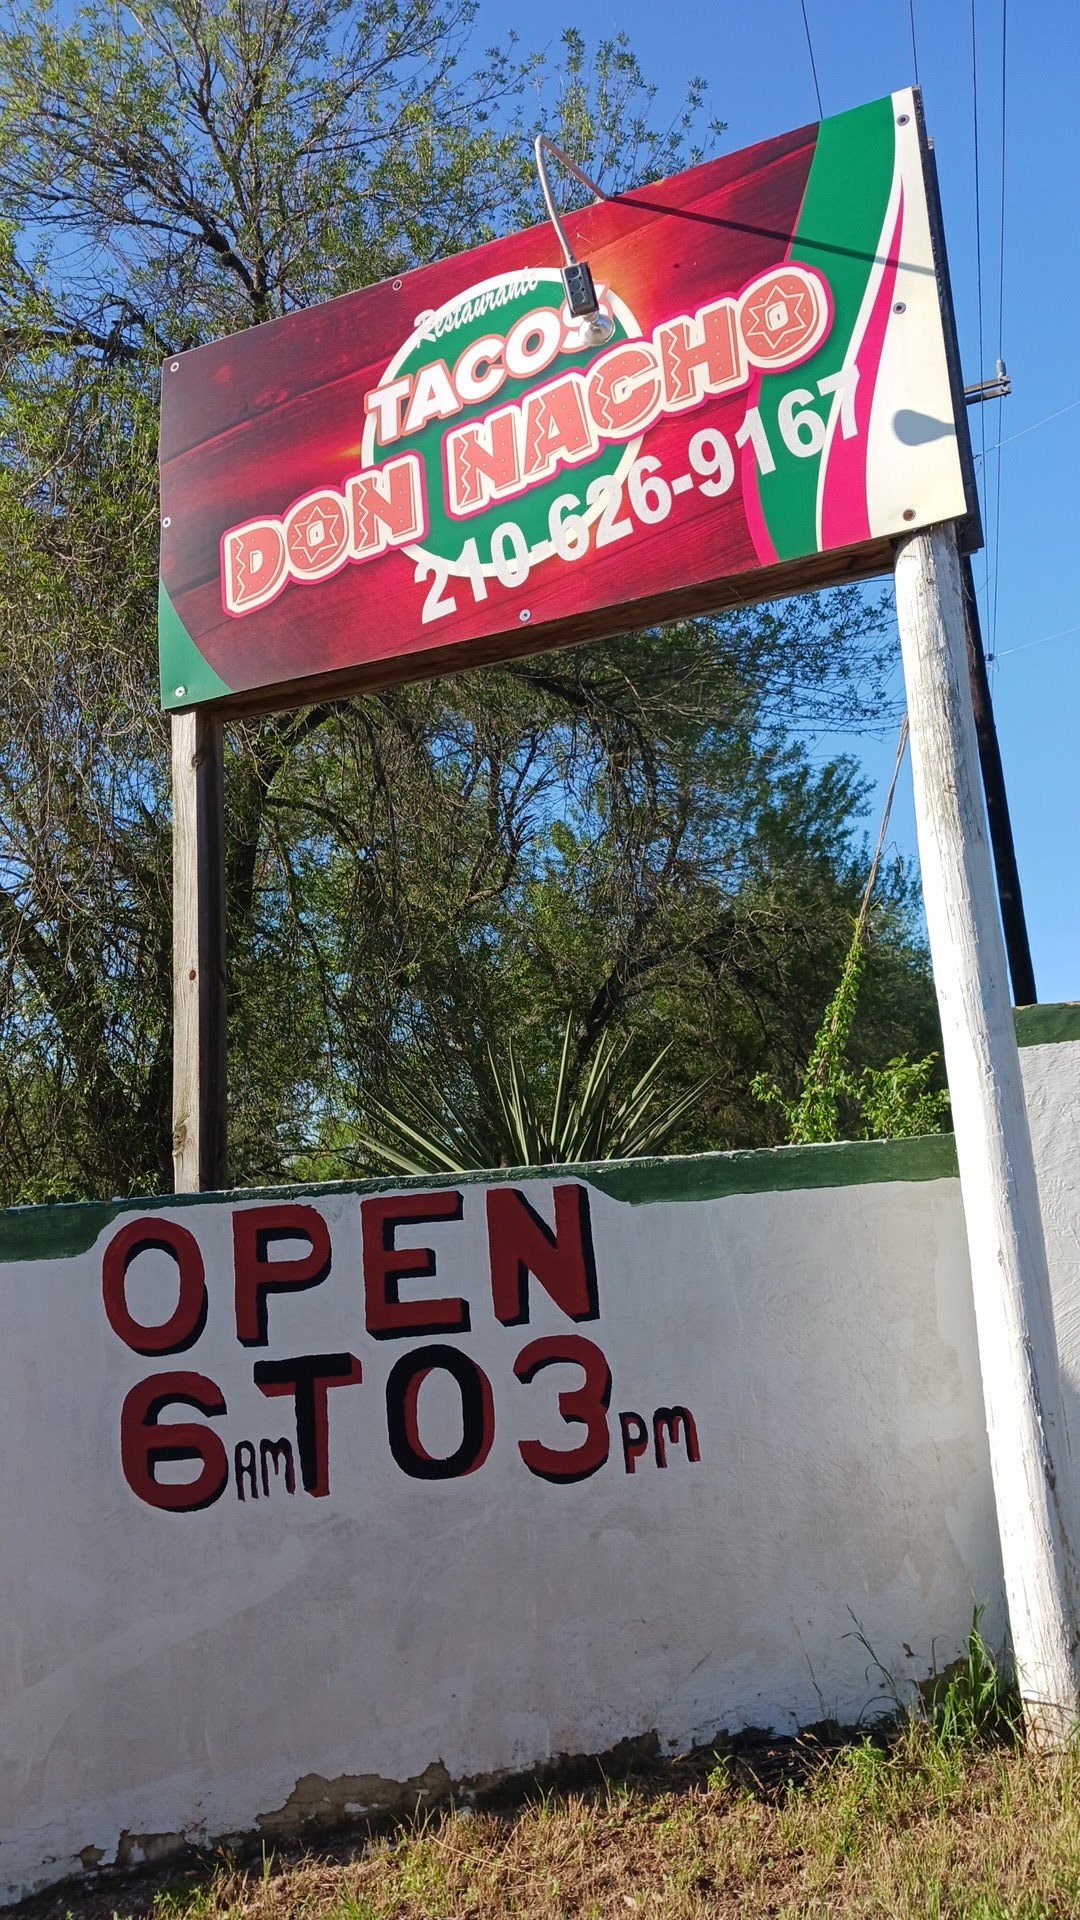 Restaurante
TACOS
DON NACHO
210-626-9167
OPEN
6AM TO 3PM